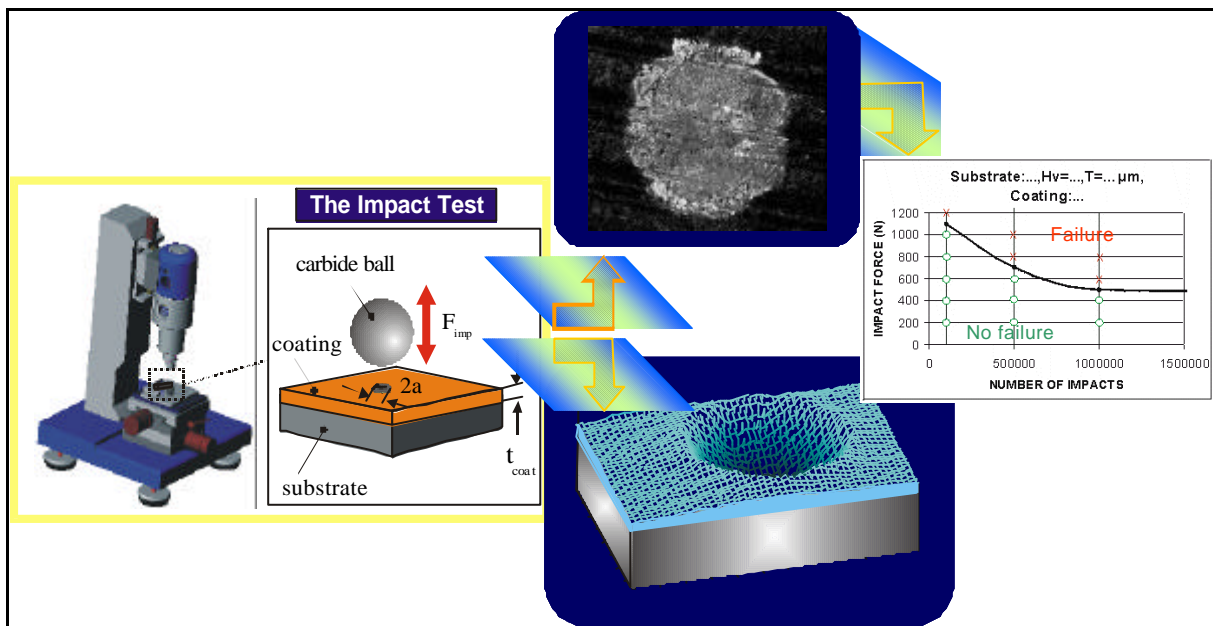 The Impact Test
carbide ball
F imp
coating
2a
t coat
substrate
Substrate:...,Hv=...,T=... µm,
Coating:...
IMPACT FORCE (N)
1200
1000
800
600
400
200
0
Failure
No failure
0
500000
1000000
1500000
NUMBER OF IMPACTS